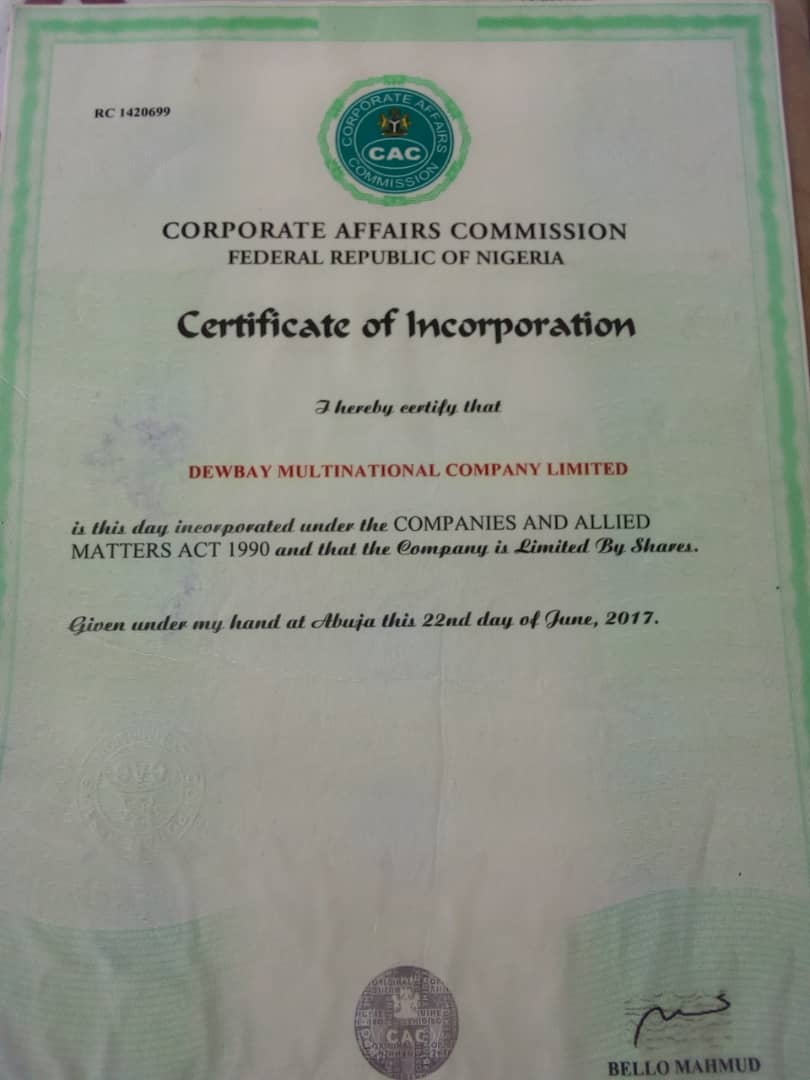 RC 1420699
CORPORATE AFFAIRS
CAC
COMMISSION
CORPORATE AFFAIRS COMMISSION
FEDERAL REPUBLIC OF NIGERIA
Certificate of Incorporation
I hereby certify that
DEWBAY MULTINATIONAL COMPANY LIMITED
is this day incorporated under the COMPANIES AND ALLIED
MATTERS ACT 1990 and that the Company is Limited By Shares.
Given under my hand at Abuja this 22nd day of June, 2017.
CAC
BELLO MAHMUD